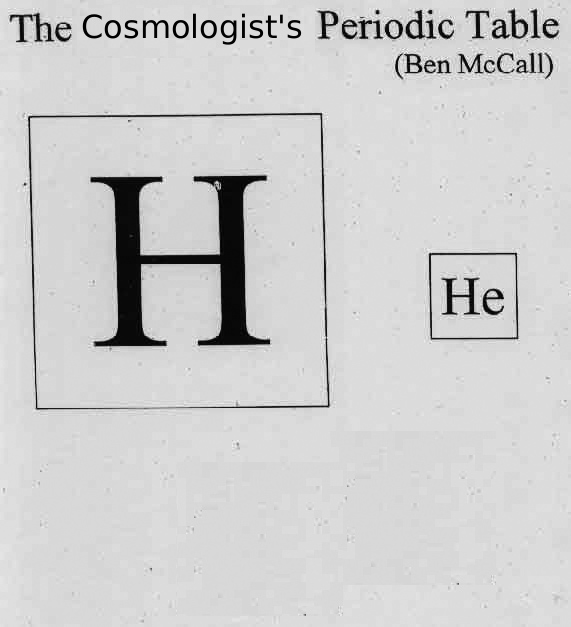 The Cosmologist's Periodic Table
(Ben McCall)
H
He